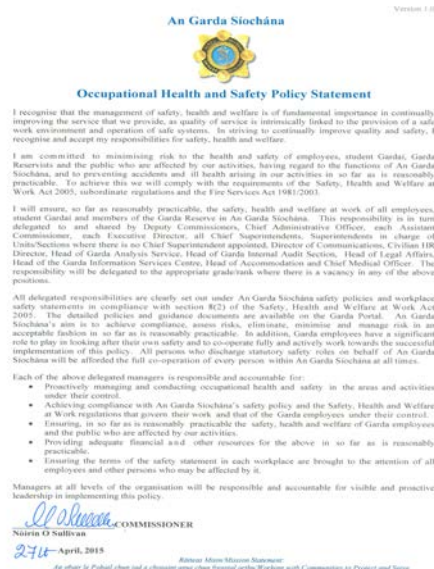 Version 1.0
An Garda Síochána
Occupational Health and Safety Policy Statement
I recognise that the management of safety, health and welfare is of fundamental importance in continually
improving the service that we provide, as quality of service is intrinsically linked to the provision of a safe
work environment and operation of safe systems. In striving to continually improve quality and safety, I
recognise and accept my responsibilities for safety, health and welfare.
I am committed to minimising risk to the health and safety of employees, student Gardaí, Garda
Reservists and the public who are affected by our activities, having regard to the functions of An Garda
Síochána, and to preventing accidents and ill health arising in our activities in so far as is reasonably
practicable. To achieve this we will comply with the requirements of the Safety, Health and Welfare at
Work Act 2005, subordinate regulations and the Fire Services Act 1981/2003.
I will ensure, so far as reasonably practicable, the safety, health and welfare at work of all employees,
student Gardaí and members of the Garda Reserve in An Garda Síochána. This responsibility is in turn
delegated to and shared by Deputy Commissioners, Chief Administrative Officer, each Assistant
Commissioner, each Executive Director, all Chief Superintendents, Superintendents in charge of
Units/Sections where there is no Chief Superintendent appointed, Director of Communications, Civilian HR
Director, Head of Garda Analysis Service, Head of Garda Internal Audit Section, Head of Legal Affairs,
Head of the Garda Information Services Centre, Head of Accommodation and Chief Medical Officer. The
responsibility will be delegated to the appropriate grade/rank where there is a vacancy in any of the above
positions.
All delegated responsibilities are clearly set out under An Garda Síochána safety policies and workplace
safety statements in compliance with section 8(2) of the Safety, Health and Welfare at Work Act
2005. The detailed policies and guidance documents are available on the Garda Portal. An Garda
Síochána's aim is to achieve compliance, assess risks, eliminate, minimise and manage risk in an
acceptable fashion in so far as is reasonably practicable. In addition, Garda employees have a significant
role to play in looking after their own safety and to co-operate fully and actively work towards the successful
implementation of this policy. All persons who discharge statutory safety roles on behalf of An Garda
Síochána will be afforded the full co-operation of every person within An Garda Síochána at all times.
Each of the above delegated managers is responsible and accountable for:
• Proactively managing and conducting occupational health and safety in the areas and activities
under their control.
• Achieving compliance with An Garda Síochána's safety policy and the Safety, Health and Welfare
at Work regulations that govern their work and that of the Garda employees under their control.
• Ensuring, in so far as is reasonably practicable the safety, health and welfare of Garda employees
and the public who are affected by our activities.
• Providing adequate financial and other resources for the above in so far as is reasonably
practicable.
• Ensuring the terms of the safety statement in each workplace are brought to the attention of all
employees and other persons who may be affected by it.
Managers at all levels of the organisation will be responsible and accountable for visible and proactive
leadership in implementing this policy.
COMMISSIONER
Nóirín O Sullivan
27th April, 2015
Ráiteas Misin/Mission Statement: